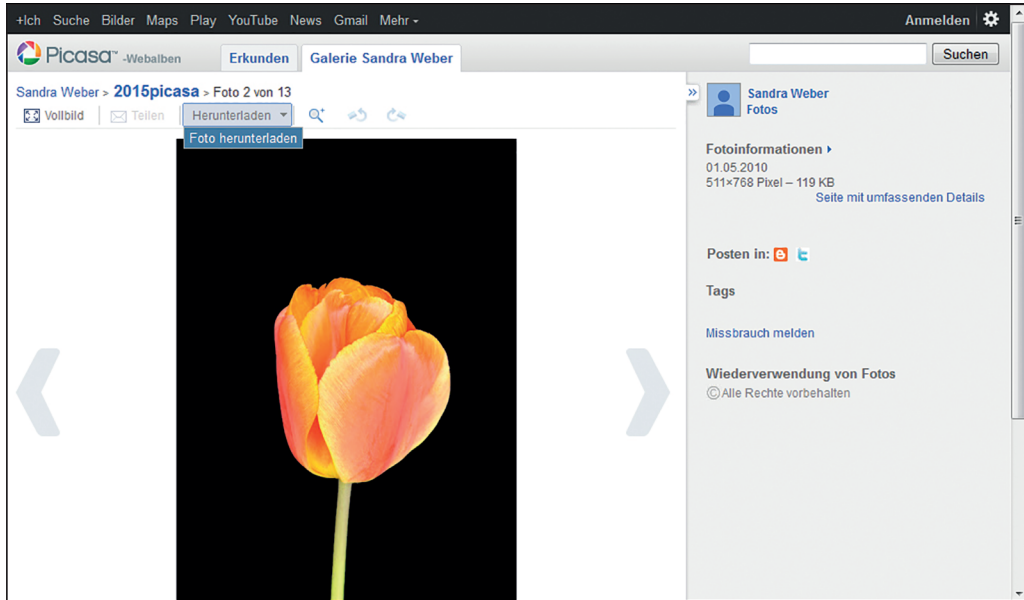 +Ich Suche Bilder Maps Play YouTube News Gmail Mehr Anmelden
Picasa™ -Webalben Erkunden Galerie Sandra Weber Suchen
Sandra Weber > 2015picasa > Foto 2 von 13
Vollbild Teilen Herunterladen
Foto herunterladen
» Sandra Weber
Fotos
Fotoinformationen
01.05.2010
511×768 Pixel – 119 KB
Seite mit umfassenden Details
Posten in:
Tags
Missbrauch melden
Wiederverwendung von Fotos
© Alle Rechte vorbehalten